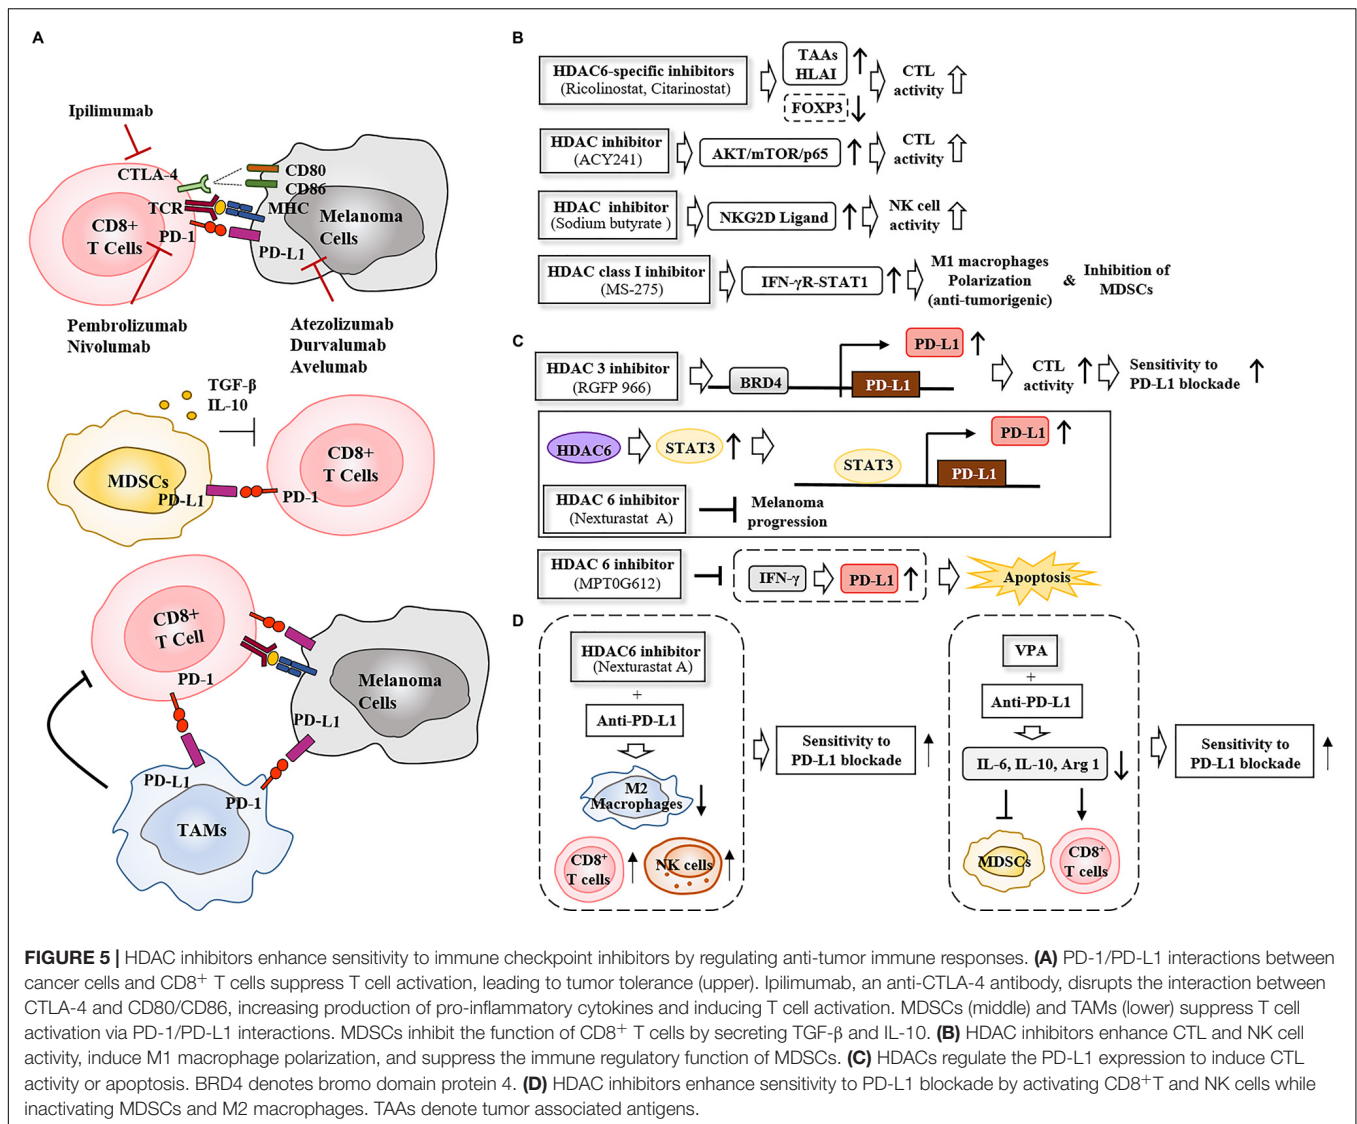 A
Ipilimumab
CTLA-4
CD80
CD86
TCR
MHC
CD8+
T Cells
PD-1
Melanoma
Cells
PD-L1
Pembrolizumab
Nivolumab
Atezolizumab
Durvalumab
Avelumab
TGF-β
IL-10
MDSCs
PD-L1
PD-1
CD8+
T Cells
CD8+
T Cell
PD-1
Melanoma
Cells
PD-L1
PD-L1
PD-1
TAMs
B
HDAC6-specific inhibitors
(Ricolinostat, Citarinostat)
TAAs
HLAI
FOXP3
CTL
activity
HDAC inhibitor
(ACY241)
AKT/mTOR/p65
CTL
activity
HDAC inhibitor
(Sodium butyrate )
NKG2D Ligand
NK cell
activity
HDAC class I inhibitor
(MS-275)
IFN-γR-STAT1
M1 macrophages
Polarization
(anti-tumorigenic)
&
Inhibition of
MDSCs
C
HDAC 3 inhibitor
(RGFP 966)
BRD4
PD-L1
PD-L1
CTL
activity
Sensitivity to
PD-L1 blockade
HDAC6
STAT3
STAT3
PD-L1
PD-L1
HDAC 6 inhibitor
(Nexturastat A)
Melanoma
progression
HDAC 6 inhibitor
(MPT0G612)
IFN-γ
PD-L1
Apoptosis
D
HDAC6 inhibitor
(Nexturastat A)
+
Anti-PD-L1
M2
Macrophages
CD8+
T cells
NK cells
Sensitivity to
PD-L1 blockade
VPA
+
Anti-PD-L1
IL-6, IL-10, Arg 1
MDSCs
CD8+
T cells
Sensitivity to
PD-L1 blockade
FIGURE 5 | HDAC inhibitors enhance sensitivity to immune checkpoint inhibitors by regulating anti-tumor immune responses. (A) PD-1/PD-L1 interactions between
cancer cells and CD8+ T cells suppress T cell activation, leading to tumor tolerance (upper). Ipilimumab, an anti-CTLA-4 antibody, disrupts the interaction between
CTLA-4 and CD80/CD86, increasing production of pro-inflammatory cytokines and inducing T cell activation. MDSCs (middle) and TAMs (lower) suppress T cell
activation via PD-1/PD-L1 interactions. MDSCs inhibit the function of CD8+ T cells by secreting TGF-β and IL-10. (B) HDAC inhibitors enhance CTL and NK cell
activity, induce M1 macrophage polarization, and suppress the immune regulatory function of MDSCs. (C) HDACs regulate the PD-L1 expression to induce CTL
activity or apoptosis. BRD4 denotes bromo domain protein 4. (D) HDAC inhibitors enhance sensitivity to PD-L1 blockade by activating CD8+T and NK cells while
inactivating MDSCs and M2 macrophages. TAAs denote tumor associated antigens.